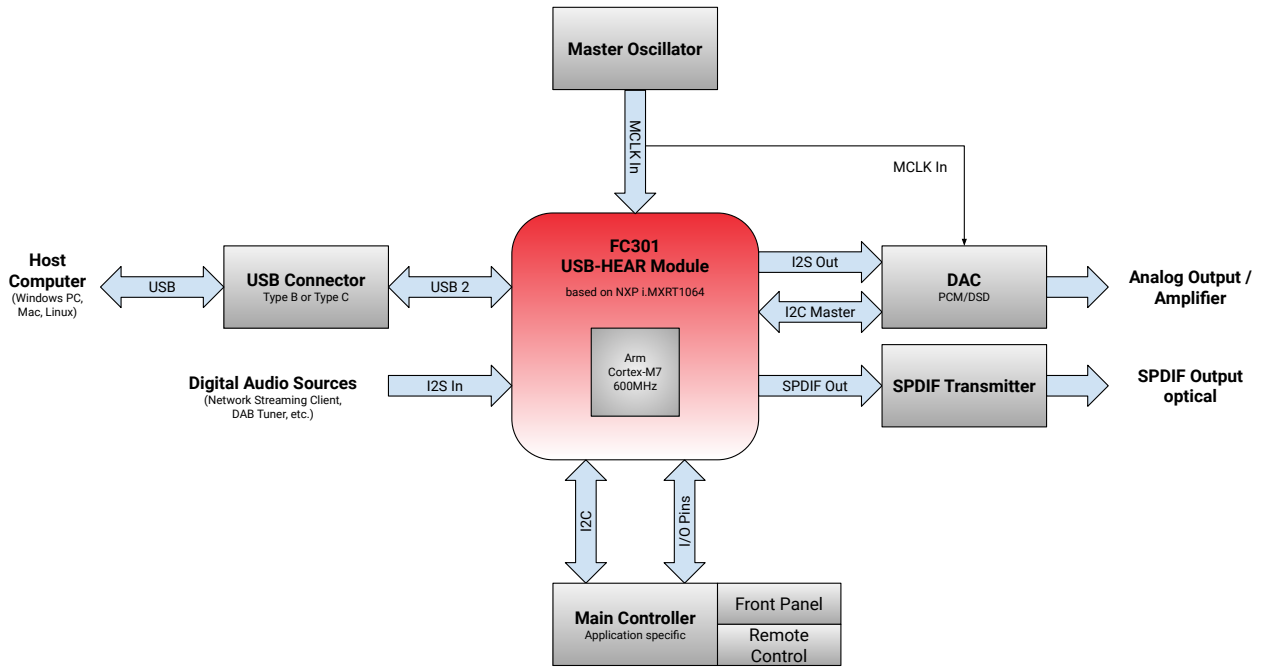 Master Oscillator
MCLK In
MCLK In
FC301
USB-HEAR Module
based on NXP i.MXRT1064
Arm
Cortex-M7
600MHz
Host
Computer
(Windows PC,
Mac, Linux)
USB
USB Connector
Type B or Type C
USB 2
I2S Out
I2C Master
DAC
PCM/DSD
Analog Output /
Amplifier
Digital Audio Sources
(Network Streaming Client,
DAB Tuner, etc.)
I2S In
SPDIF Out
SPDIF Transmitter
SPDIF Output
optical
I2C
I/O Pins
Main Controller
Application specific
Front Panel
Remote
Control